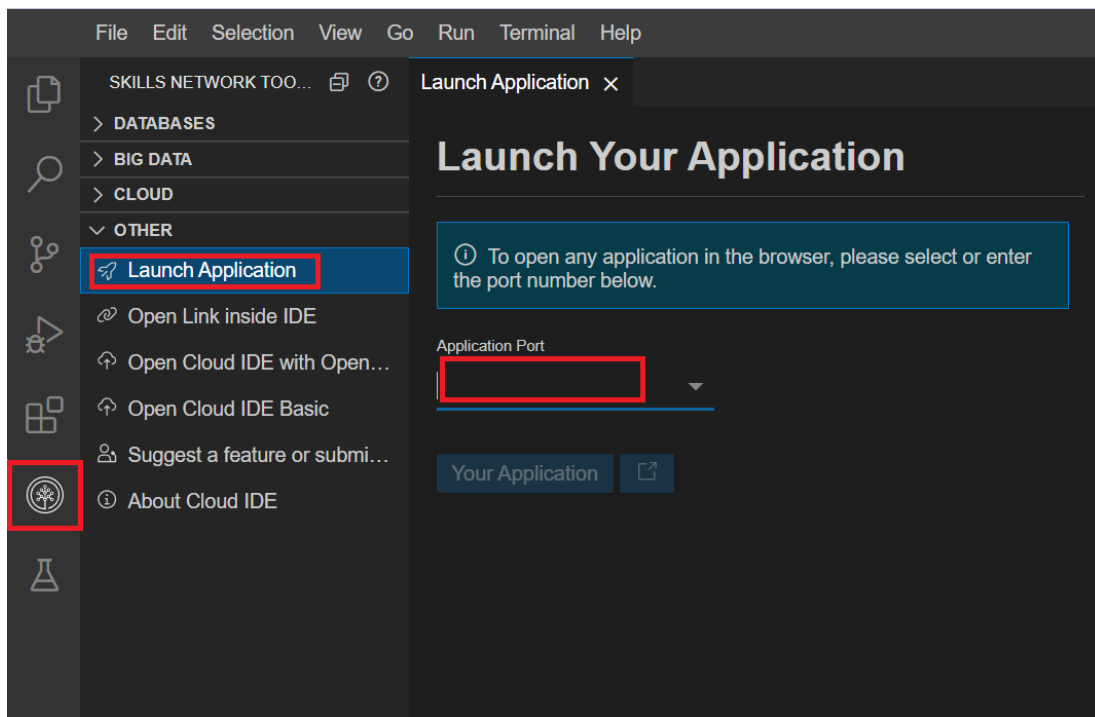 File Edit Selection View Go Run Terminal Help
SKILLS NETWORK TOO...
DATABASES
BIG DATA
CLOUD
OTHER
Launch Application
Open Link inside IDE
Open Cloud IDE with Open...
Open Cloud IDE Basic
Suggest a feature or submi...
About Cloud IDE
Launch Application
Launch Your Application
To open any application in the browser, please select or enter
the port number below.
Application Port
Your Application